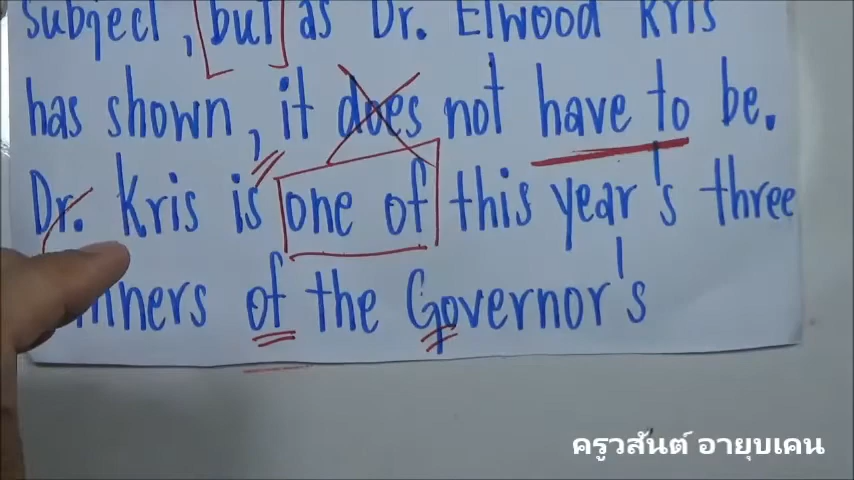 subject, but as Dr. Elwood Kris
has shown, it does not have to be.
Dr. Kris is one of this year's three
of the Governor's
ครูวสันต์ อายุบเคน